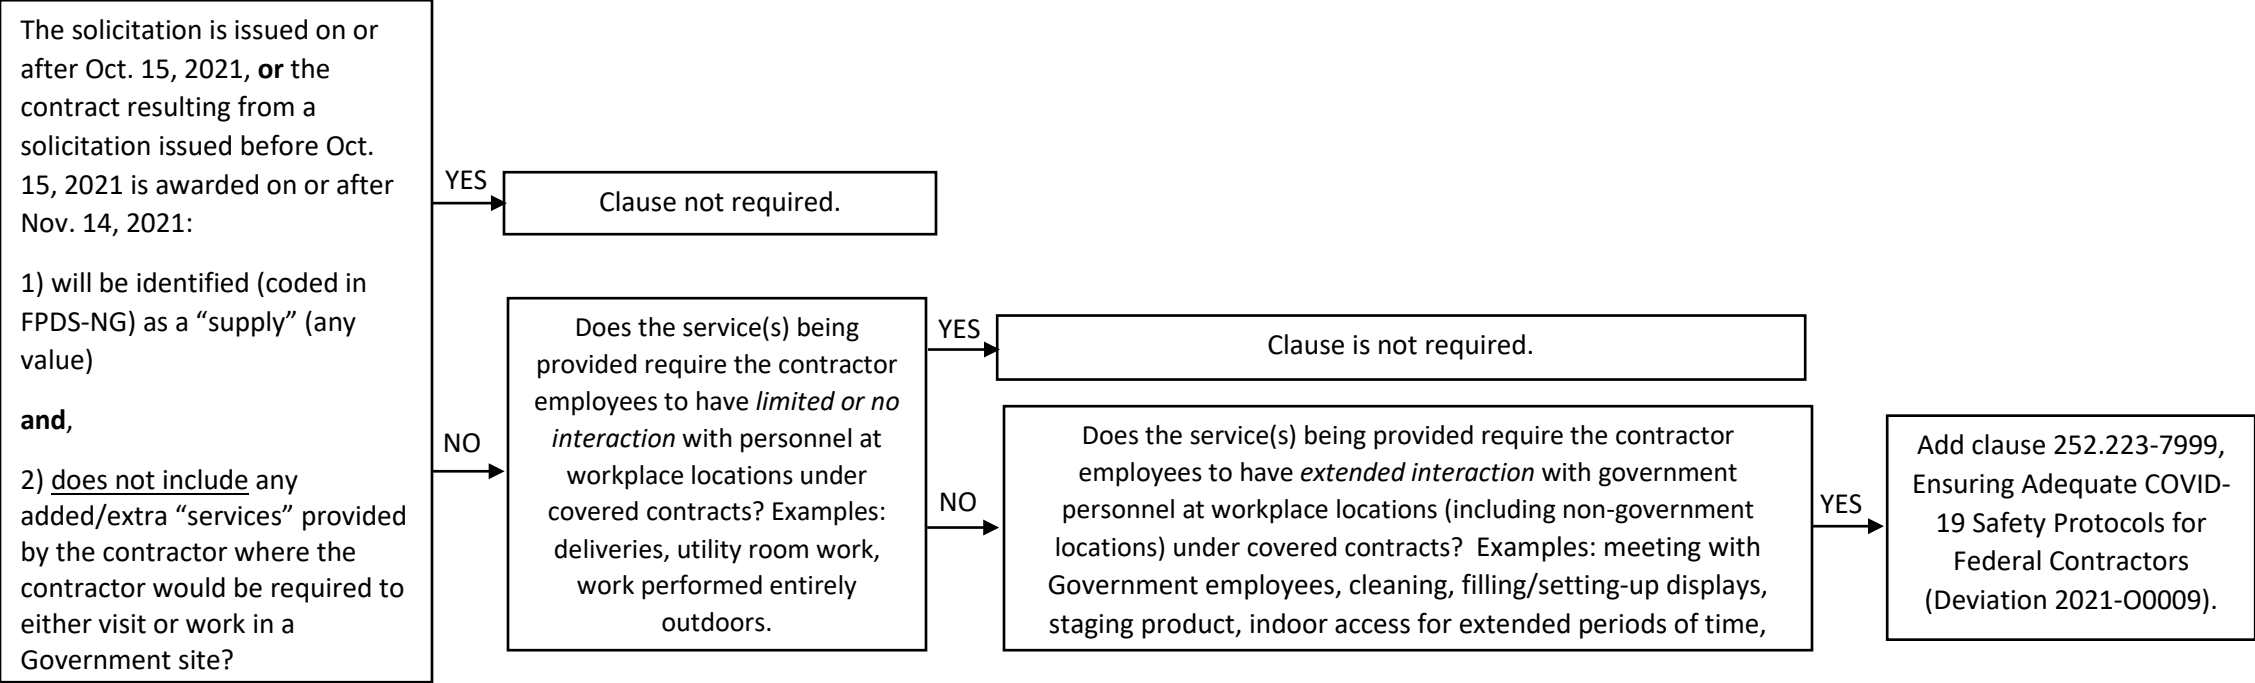 The solicitation is issued on or
after Oct. 15, 2021, or the
contract resulting from a
solicitation issued before Oct.
15, 2021 is awarded on or after
Nov. 14, 2021:
1) will be identified (coded in
FPDS-NG) as a “supply” (any
value)
and,
2) does not include any
added/extra “services” provided
by the contractor where the
contractor would be required to
either visit or work in a
Government site?
YES
Clause not required.
NO
Does the service(s) being
provided require the contractor
employees to have limited or no
interaction with personnel at
workplace locations under
covered contracts? Examples:
deliveries, utility room work,
work performed entirely
outdoors.
YES
Clause is not required.
NO
Does the service(s) being provided require the contractor
employees to have extended interaction with government
personnel at workplace locations (including non-government
locations) under covered contracts?  Examples: meeting with
Government employees, cleaning, filling/setting-up displays,
staging product, indoor access for extended periods of time,
YES
Add clause 252.223-7999,
Ensuring Adequate COVID-
19 Safety Protocols for
Federal Contractors
(Deviation 2021-O0009).